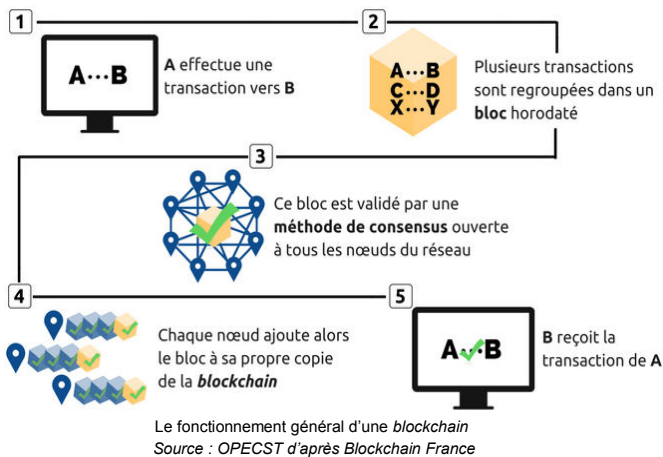 1
A···B
A effectue une
transaction vers B
2
A···B
C···D
X···Y
Plusieurs transactions
sont regroupées dans un
bloc horodaté
3
Ce bloc est validé par une
méthode de consensus ouverte
à tous les nœuds du réseau
4
Chaque nœud ajoute alors
le bloc à sa propre copie
de la blockchain
5
A···B
B reçoit la
transaction de A
Le fonctionnement général d'une blockchain
Source : OPECST d'après Blockchain France